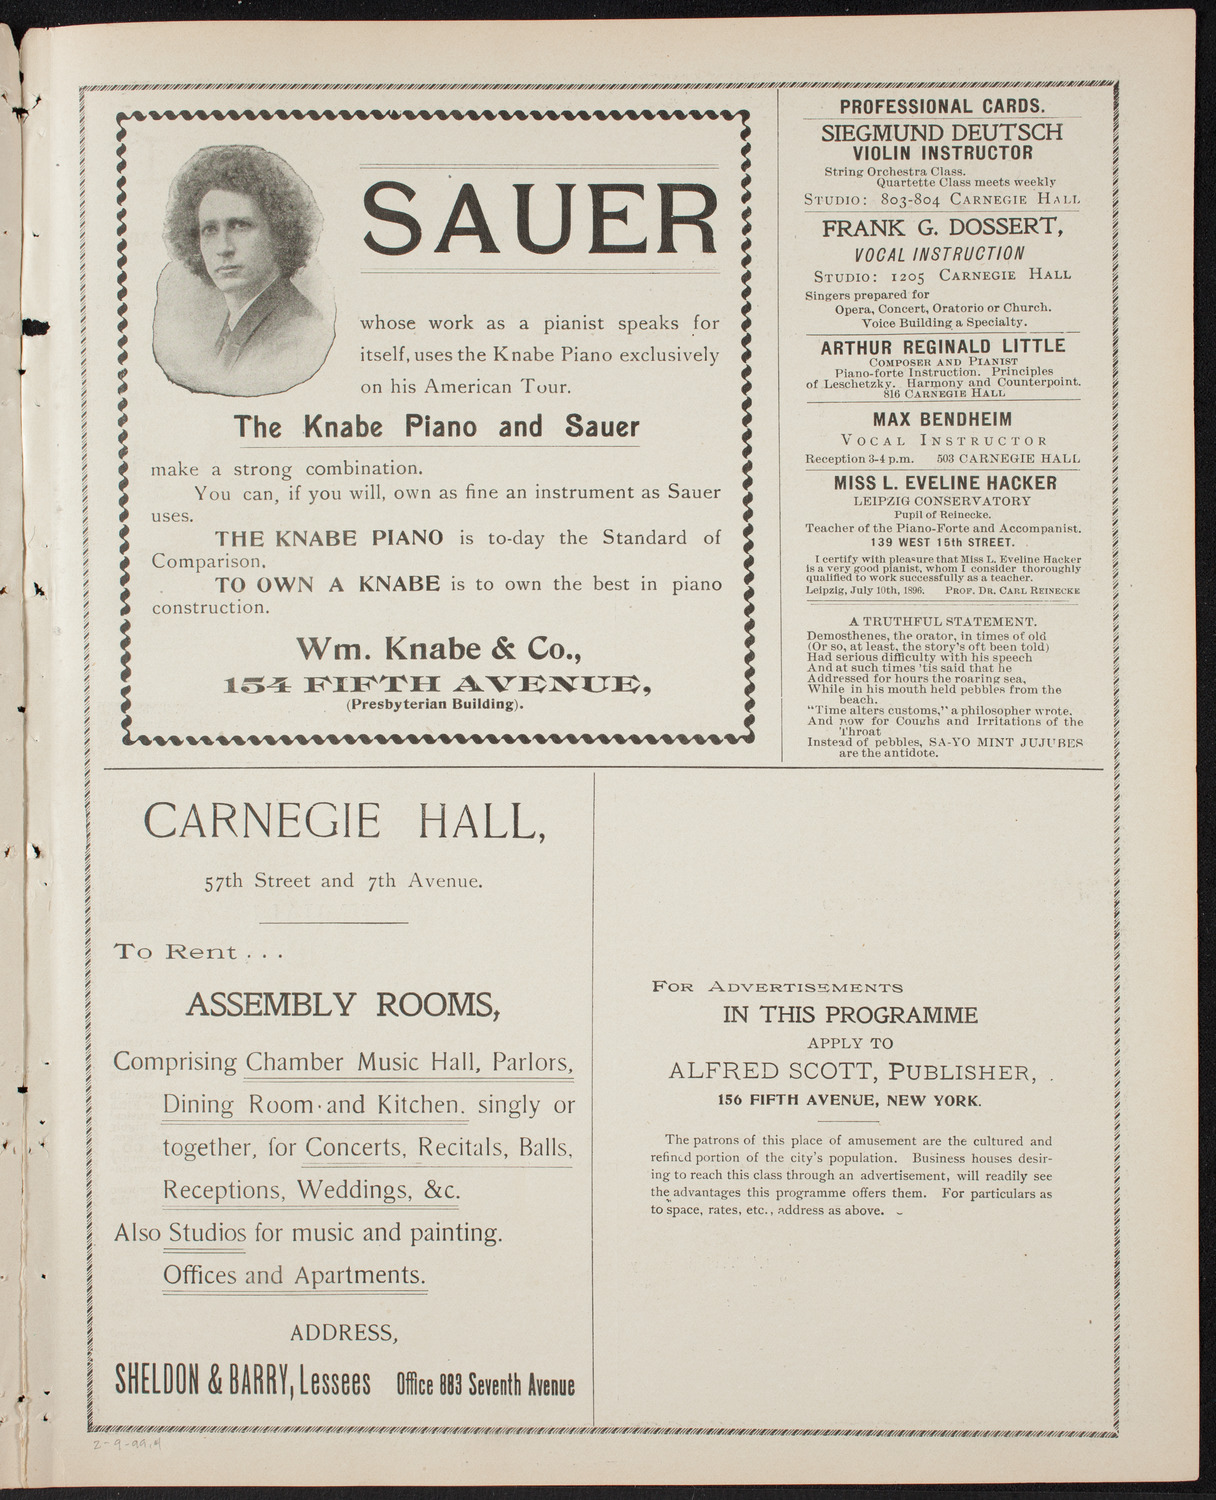 SAUER
whose work as a pianist speaks for
itself, uses the Knabe Piano exclusively
on his American Tour.
The Knabe Piano and Sauer
make a strong combination.
You can, if you will, own as fine an instrument as Sauer
uses.
THE KNABE PIANO is to-day the Standard of
Comparison.
TO OWN A KNABE is to own the best in piano
construction.
Wm. Knabe & Co.,
154 FIFTH AVENUE,
(Presbyterian Building).
PROFESSIONAL CARDS.
SIEGMUND DEUTSCH
VIOLIN INSTRUCTOR
String Orchestra Class.
Quartette Class meets weekly
STUDIO: 803-804 CARNEGIE HALL
FRANK G. DOSSERT,
VOCAL INSTRUCTION
STUDIO: 1205 CARNEGIE HALL
Singers prepared for
Opera, Concert, Oratorio or Church.
Voice Building a Specialty.
ARTHUR REGINALD LITTLE
COMPOSER AND PIANIST
Piano-forte Instruction. Principles
of Leschetzky. Harmony and Counterpoint.
816 CARNEGIE HALL
MAX BENDHEIM
VOCAL INSTRUCTOR
Reception 3-4 p.m. 503 CARNEGIE HALL
MISS L. EVELINE HACKER
LEIPZIG CONSERVATORY
Pupil of Reinecke.
Teacher of the Piano-Forte and Accompanist.
139 WEST 15th STREET.
I certify with pleasure that Miss L. Eveline Hacker
is a very good pianist, whom I consider thoroughly
qualified to work successfully as a teacher.
Leipzig, July 10th, 1896. PROF. DR. CARL REINECKE
A TRUTHFUL STATEMENT.
Demosthenes, the orator, in times of old
(Or so, at least, the story's oft been told)
Had serious difficulty with his speech
And at such times 'tis said that he
Addressed for hours the roaring sea,
While in his mouth held pebbles from the
beach.
"Time alters customs," a philosopher wrote.
And now for Coughs and Irritations of the
Throat
Instead of pebbles, SA-YO MINT JUJUBES
are the antidote.
CARNEGIE HALL,
57th Street and 7th Avenue.
To Rent . . .
ASSEMBLY ROOMS,
Comprising Chamber Music Hall, Parlors,
Dining Room and Kitchen. singly or
together, for Concerts, Recitals, Balls,
Receptions, Weddings, &c.
Also Studios for music and painting.
Offices and Apartments.
ADDRESS,
SHELDON & BARRY, Lessees Office 883 Seventh Avenue
FOR ADVERTISEMENTS
IN THIS PROGRAMME
APPLY TO
ALFRED SCOTT, PUBLISHER,
156 FIFTH AVENUE, NEW YORK.
The patrons of this place of amusement are the cultured and
refined portion of the city's population. Business houses desir-
ing to reach this class through an advertisement, will readily see
the advantages this programme offers them. For particulars as
to space, rates, etc., address as above.
2-9-99M